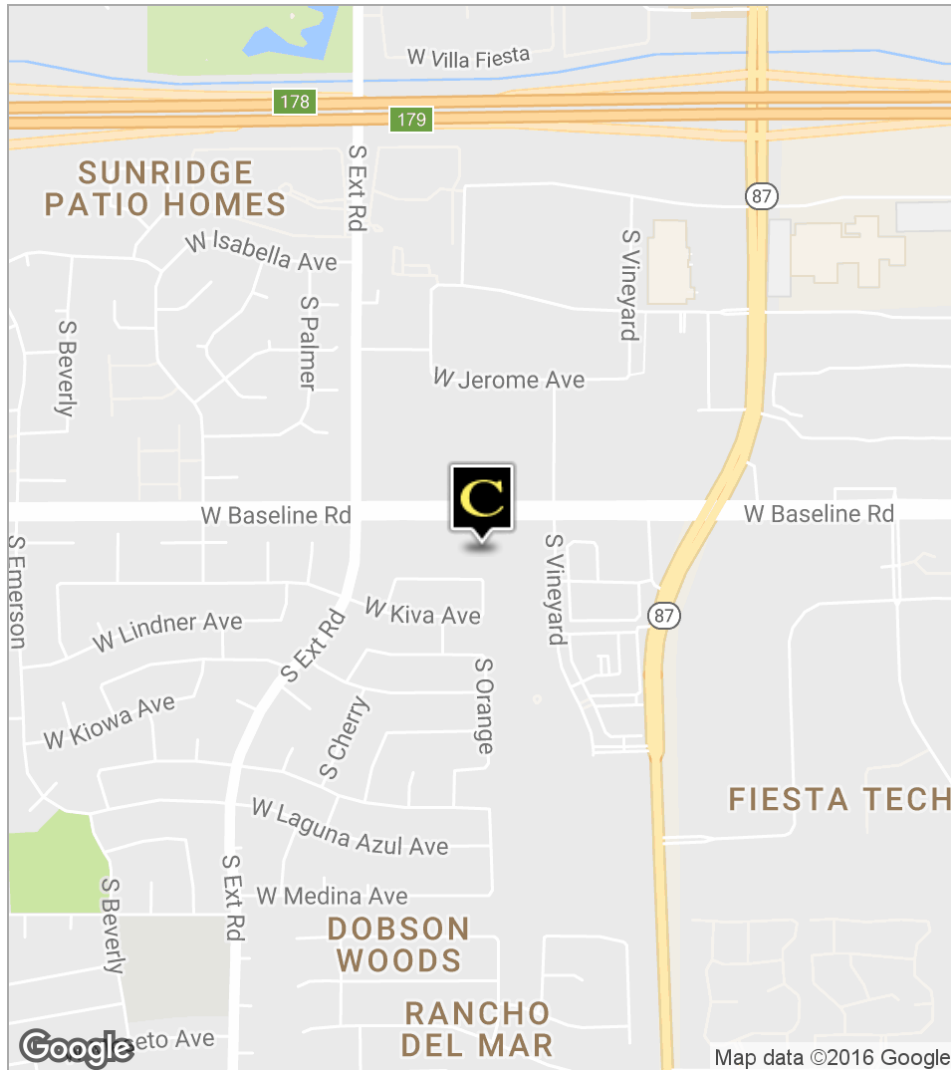 W Villa Fiesta
178
179
SUNRIDGE
PATIO HOMES
S Ext Rd
87
W Isabella Ave
S Vineyard
S Palmer
S Beverly
W Jerome Ave
C
W Baseline Rd
W Baseline Rd
S Emerson
S Vineyard
W Kiva Ave
87
W Lindner Ave
S Ext Rd
S Orange
W Kiowa Ave
S Cherry
FIESTA TECH
W Laguna Azul Ave
S Ext Rd
W Medina Ave
S Beverly
DOBSON
WOODS
RANCHO
DEL MAR
Google
Map data ©2016 Google